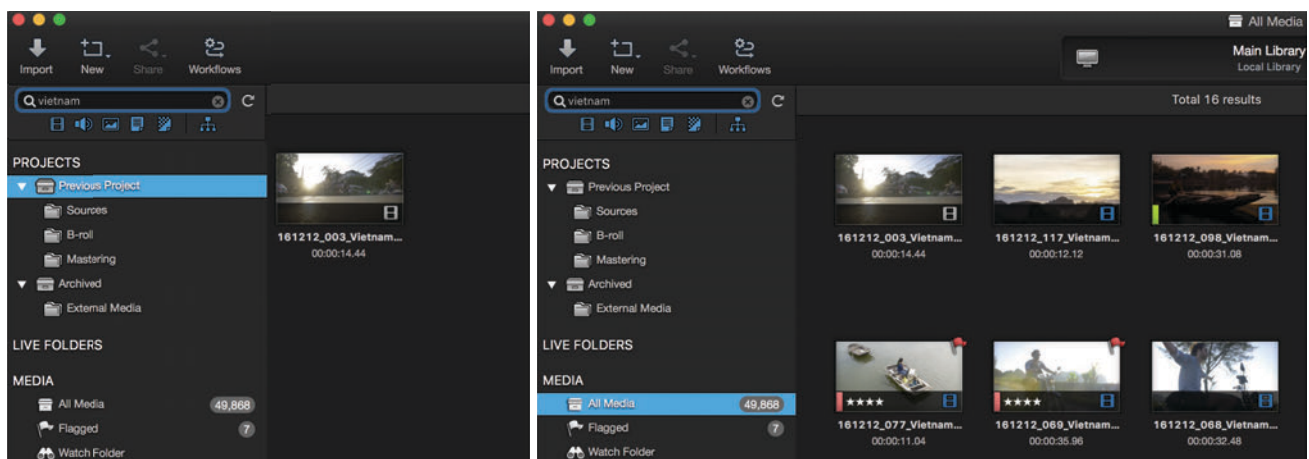 Import New Share Workflows
vietnam
PROJECTS
Previous Project
Sources
B-roll
Mastering
Archived
External Media
LIVE FOLDERS
MEDIA
All Media 49,868
Flagged 7
Watch Folder
161212_003_Vietnam...
00:00:14.44
All Media
Import New Share Workflows
Main Library
Local Library
vietnam
Total 16 results
PROJECTS
Previous Project
Sources
B-roll
Mastering
Archived
External Media
LIVE FOLDERS
MEDIA
All Media 49,868
Flagged 7
Watch Folder
161212_003_Vietnam... 161212_117_Vietnam... 161212_098_Vietnam...
00:00:14.44 00:00:12.12 00:00:31.08
★★★★ ★★★★
161212_077_Vietnam... 161212_069_Vietnam... 161212_068_Vietnam...
00:00:11.04 00:00:35.96 00:00:32.48